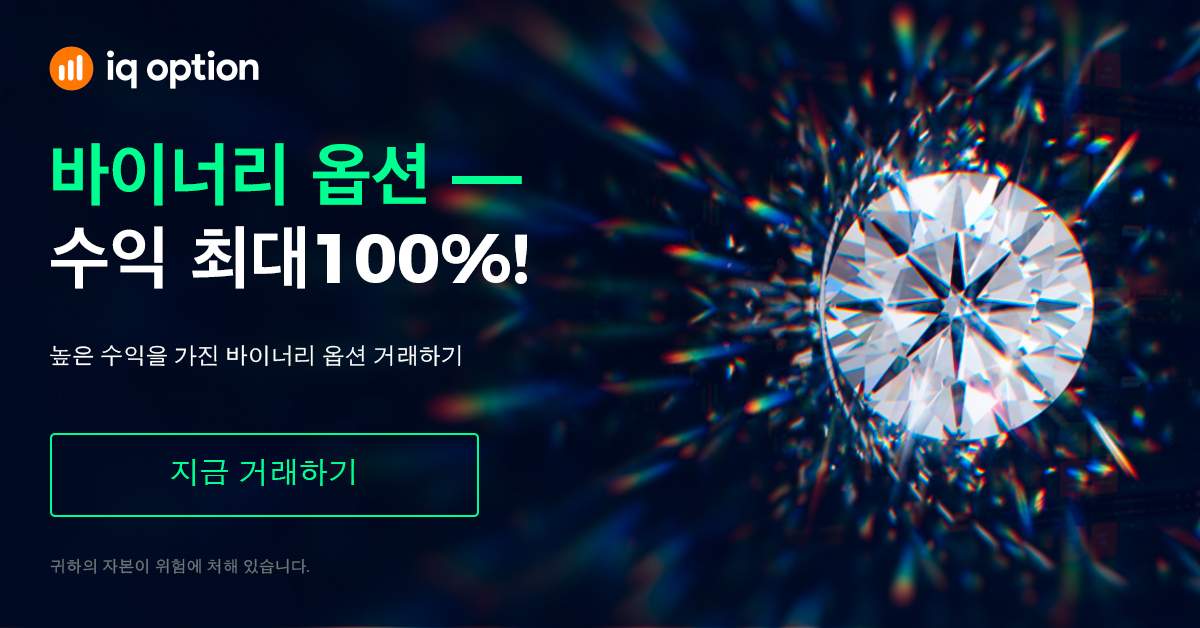 iq option
바이너리 옵션 —
수익 최대100%!
높은 수익을 가진 바이너리 옵션 거래하기
지금 거래하기
귀하의 자본이 위험에 처해 있습니다.